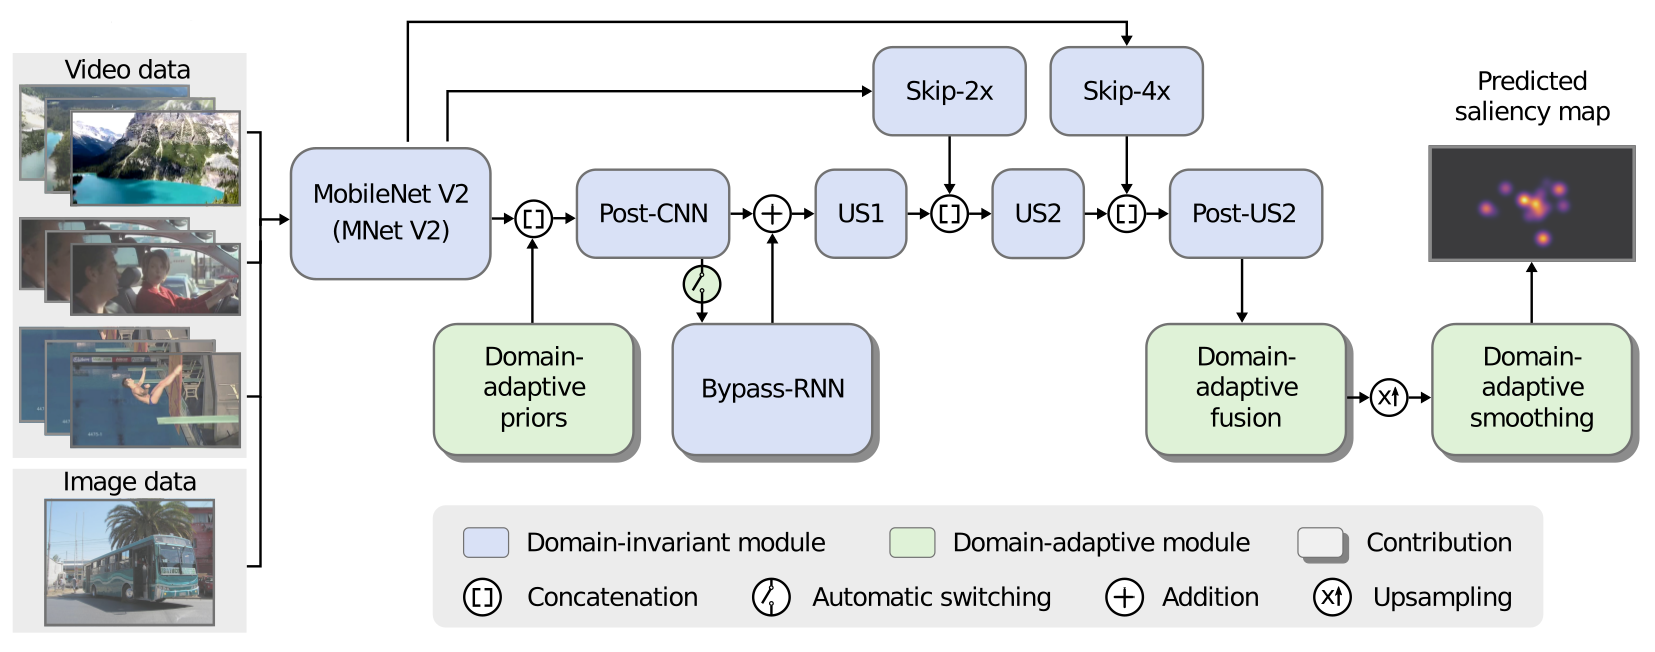 Video data
Image data
MobileNet V2
(MNet V2)
Skip-2x
Skip-4x
[]
Post-CNN
+
US1
[]
US2
[]
Post-US2
Domain-
adaptive
priors
Bypass-RNN
Domain-
adaptive
fusion
x
Domain-
adaptive
smoothing
Predicted
saliency map
Domain-invariant module
Domain-adaptive module
Contribution
[] Concatenation
Automatic switching
+ Addition
x Upsampling